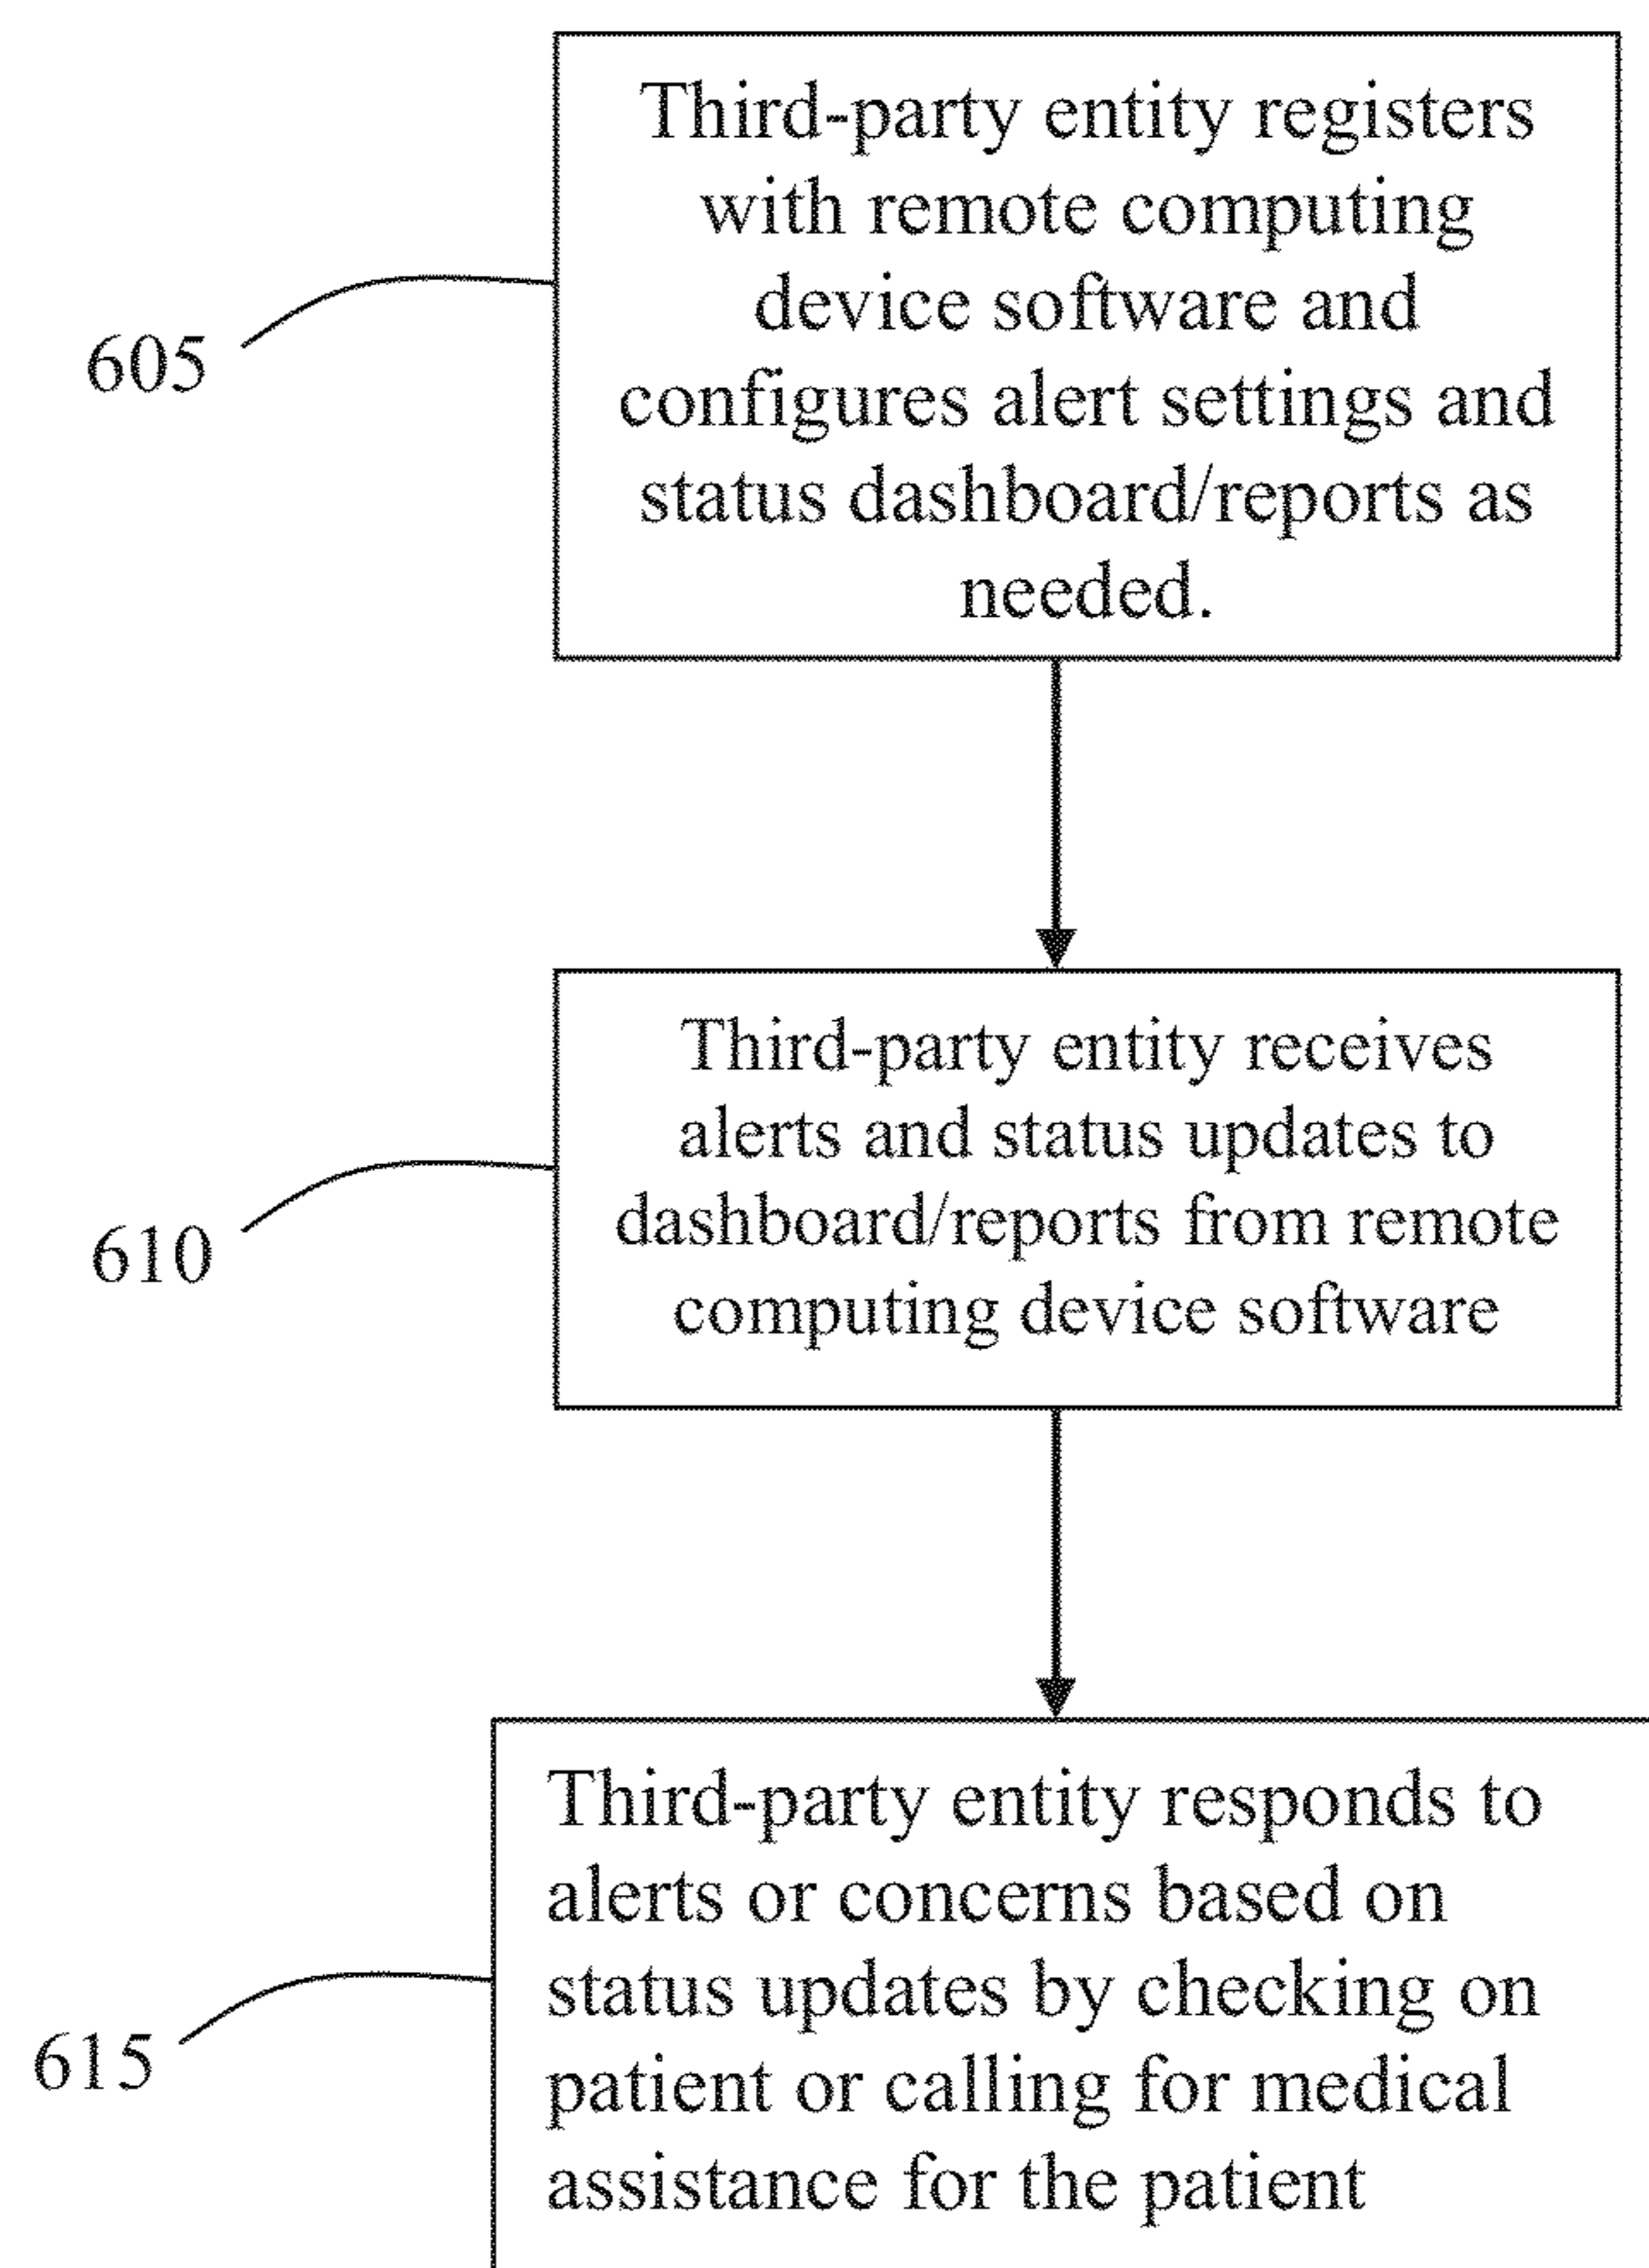 Third-party entity registers
with remote computing
device software and
configures alert settings and
status dashboard/reports as
needed.
605
Third-party entity receives
alerts and status updates to
dashboard/reports from remote
computing device software
610
Third-party entity responds to
alerts or concerns based on
status updates by checking on
patient or calling for medical
assistance for the patient
615